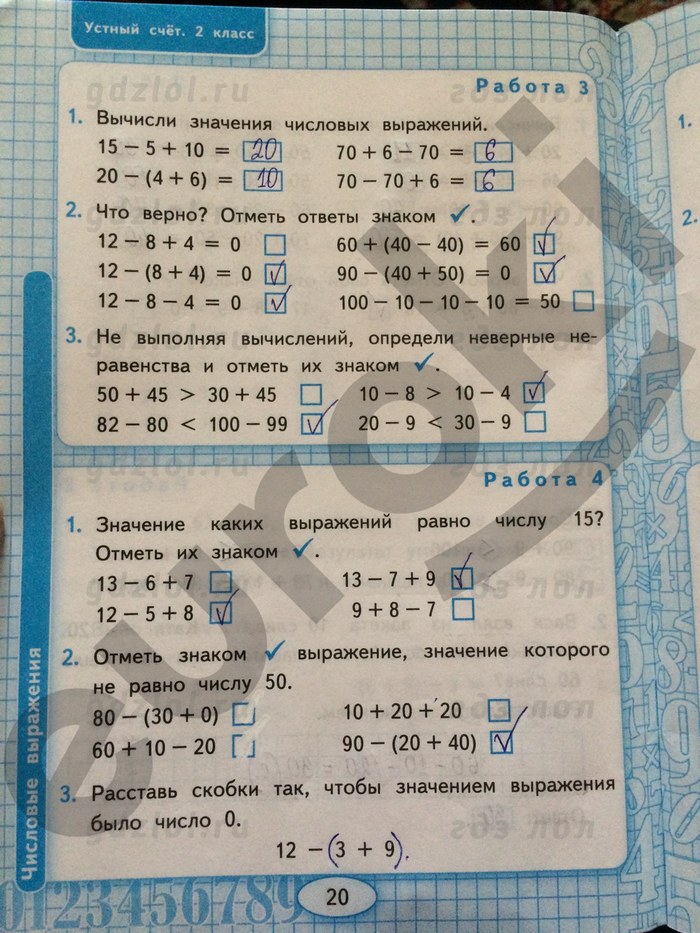 Устный счёт. 2 класс
gdzlol.ru
Работа 3
1. Вычисли значения числовых выражений.
15 − 5 + 10 = 20
70 + 6 − 70 = 6
20 − (4 + 6) = 10
70 − 70 + 6 = 6
2. Что верно? Отметь ответы знаком ✓.
12 − 8 + 4 = 0 ☐
60 + (40 − 40) = 60 ☑
12 − (8 + 4) = 0 ☑
90 − (40 + 50) = 0 ☑
12 − 8 − 4 = 0 ☑
100 − 10 − 10 − 10 = 50 ☐
3. Не выполняя вычислений, определи неверные не-
равенства и отметь их знаком ✓.
50 + 45 > 30 + 45 ☐
10 − 8 > 10 − 4 ☑
82 − 80 < 100 − 99 ☑
20 − 9 < 30 − 9 ☐
gdzlol.ru
Работа 4
1. Значение каких выражений равно числу 15?
Отметь их знаком ✓.
13 − 6 + 7 ☐
13 − 7 + 9 ☑
12 − 5 + 8 ☑
9 + 8 − 7 ☐
2. Отметь знаком ✓ выражение, значение которого
не равно числу 50.
80 − (30 + 0) ☐
10 + 20 + 20 ☐
60 + 10 − 20 ☐
90 − (20 + 40) ☑
3. Расставь скобки так, чтобы значением выражения
было число 0.
gdzlol.ru
12 − (3 + 9).
Числовые выражения
0123456789
20
euroki